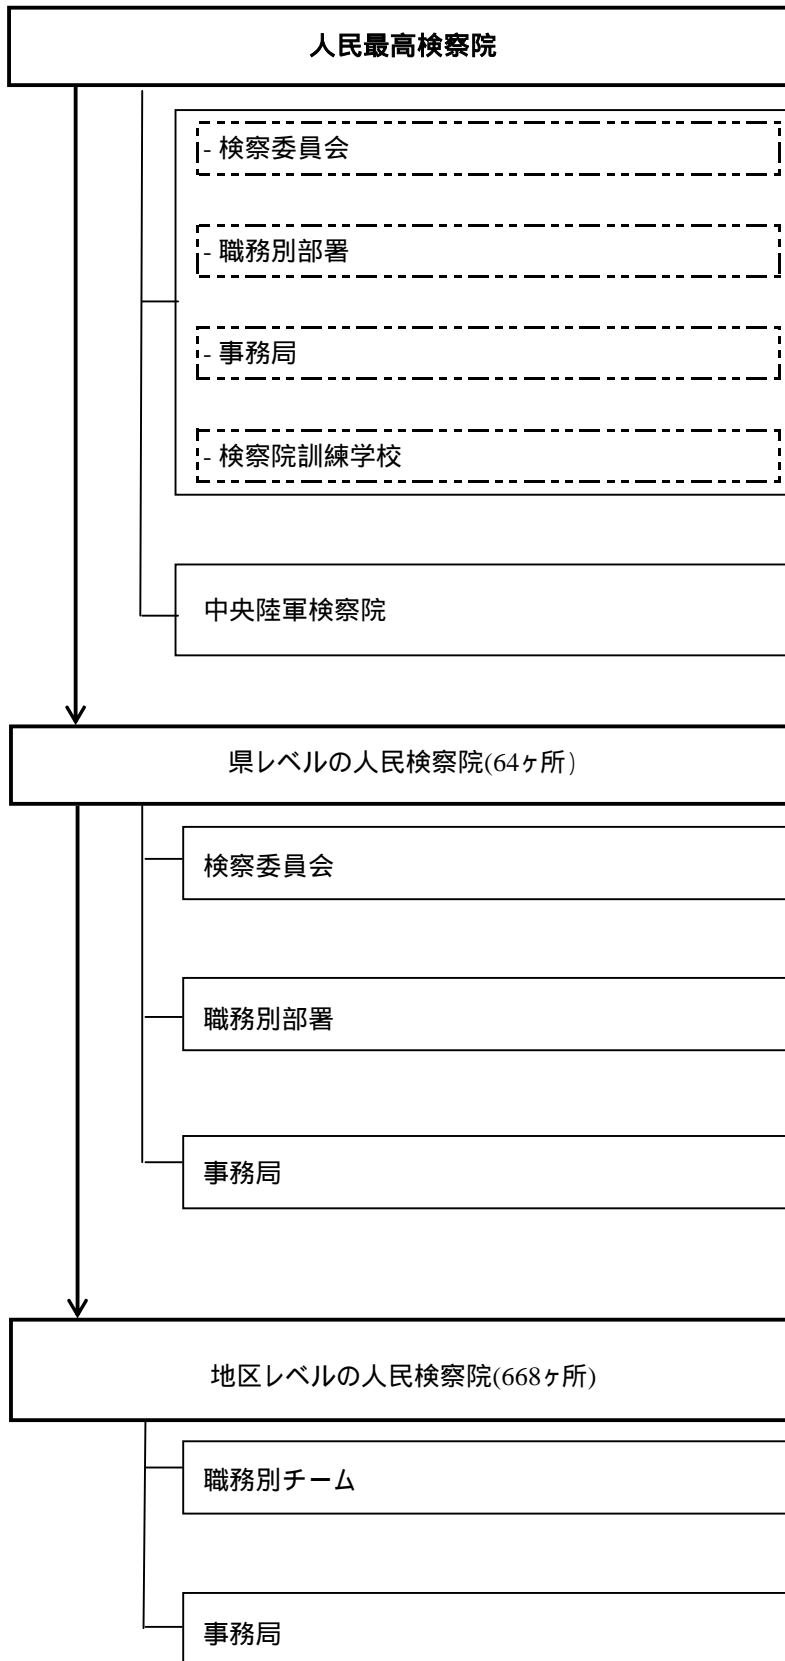 人民最高検察院
- 検察委員会
- 職務別部署
- 事務局
- 検察院訓練学校
中央陸軍検察院
県レベルの人民検察院(64ヶ所)
検察委員会
職務別部署
事務局
地区レベルの人民検察院(668ヶ所)
職務別チーム
事務局